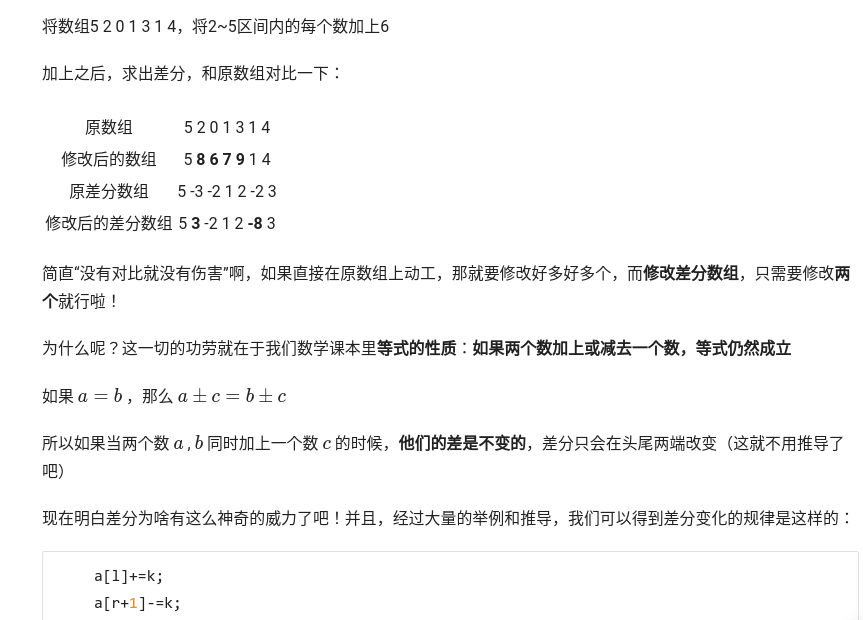 将数组5 2 0 1 3 1 4，将2~5区间内的每个数加上6
加上之后，求出差分，和原数组对比一下：
原数组 5 2 0 1 3 1 4
修改后的数组 5 8 6 7 9 1 4
原差分数组 5 -3 -2 1 2 -2 3
修改后的差分数组 5 3 -2 1 2 -8 3
简直“没有对比就没有伤害”啊，如果直接在原数组上动工，那就要修改好多好多个，而修改差分数组，只需要修改两
个就行啦！
为什么呢？这一切的功劳就在于我们数学课本里等式的性质：如果两个数加上或减去一个数，等式仍然成立
如果 a = b ，那么 a ± c = b ± c
所以如果当两个数 a , b 同时加上一个数 c 的时候，他们的差是不变的，差分只会在头尾两端改变（这就不用推导了
吧）
现在明白差分为啥有这么神奇的威力了吧！并且，经过大量的举例和推导，我们可以得到差分变化的规律是这样的：
a[l]+=k;
a[r+1]-=k;